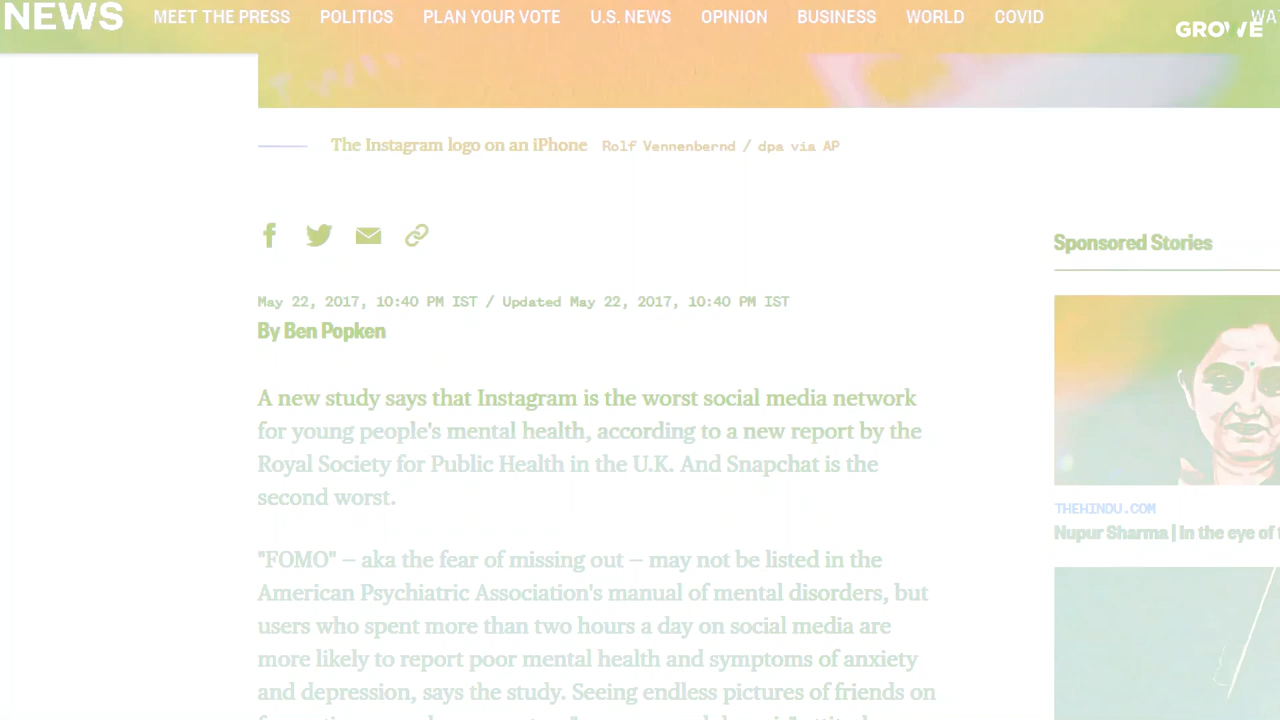 NEWS MEET THE PRESS POLITICS PLAN YOUR VOTE U.S. NEWS OPINION BUSINESS WORLD COVID
The Instagram logo on an iPhone Rolf Vennenbernd / dpa via AP
Sponsored Stories
May 22, 2017, 10:40 PM IST / Updated May 22, 2017, 10:40 PM IST
By Ben Popken
A new study says that Instagram is the worst social media network
for young people's mental health, according to a new report by the
Royal Society for Public Health in the U.K. And Snapchat is the
second worst.
THEHINDU.COM
Nupur Sharma | In the eye of
"FOMO" — aka the fear of missing out — may not be listed in the
American Psychiatric Association's manual of mental disorders, but
users who spent more than two hours a day on social media are
more likely to report poor mental health and symptoms of anxiety
and depression, says the study. Seeing endless pictures of friends on